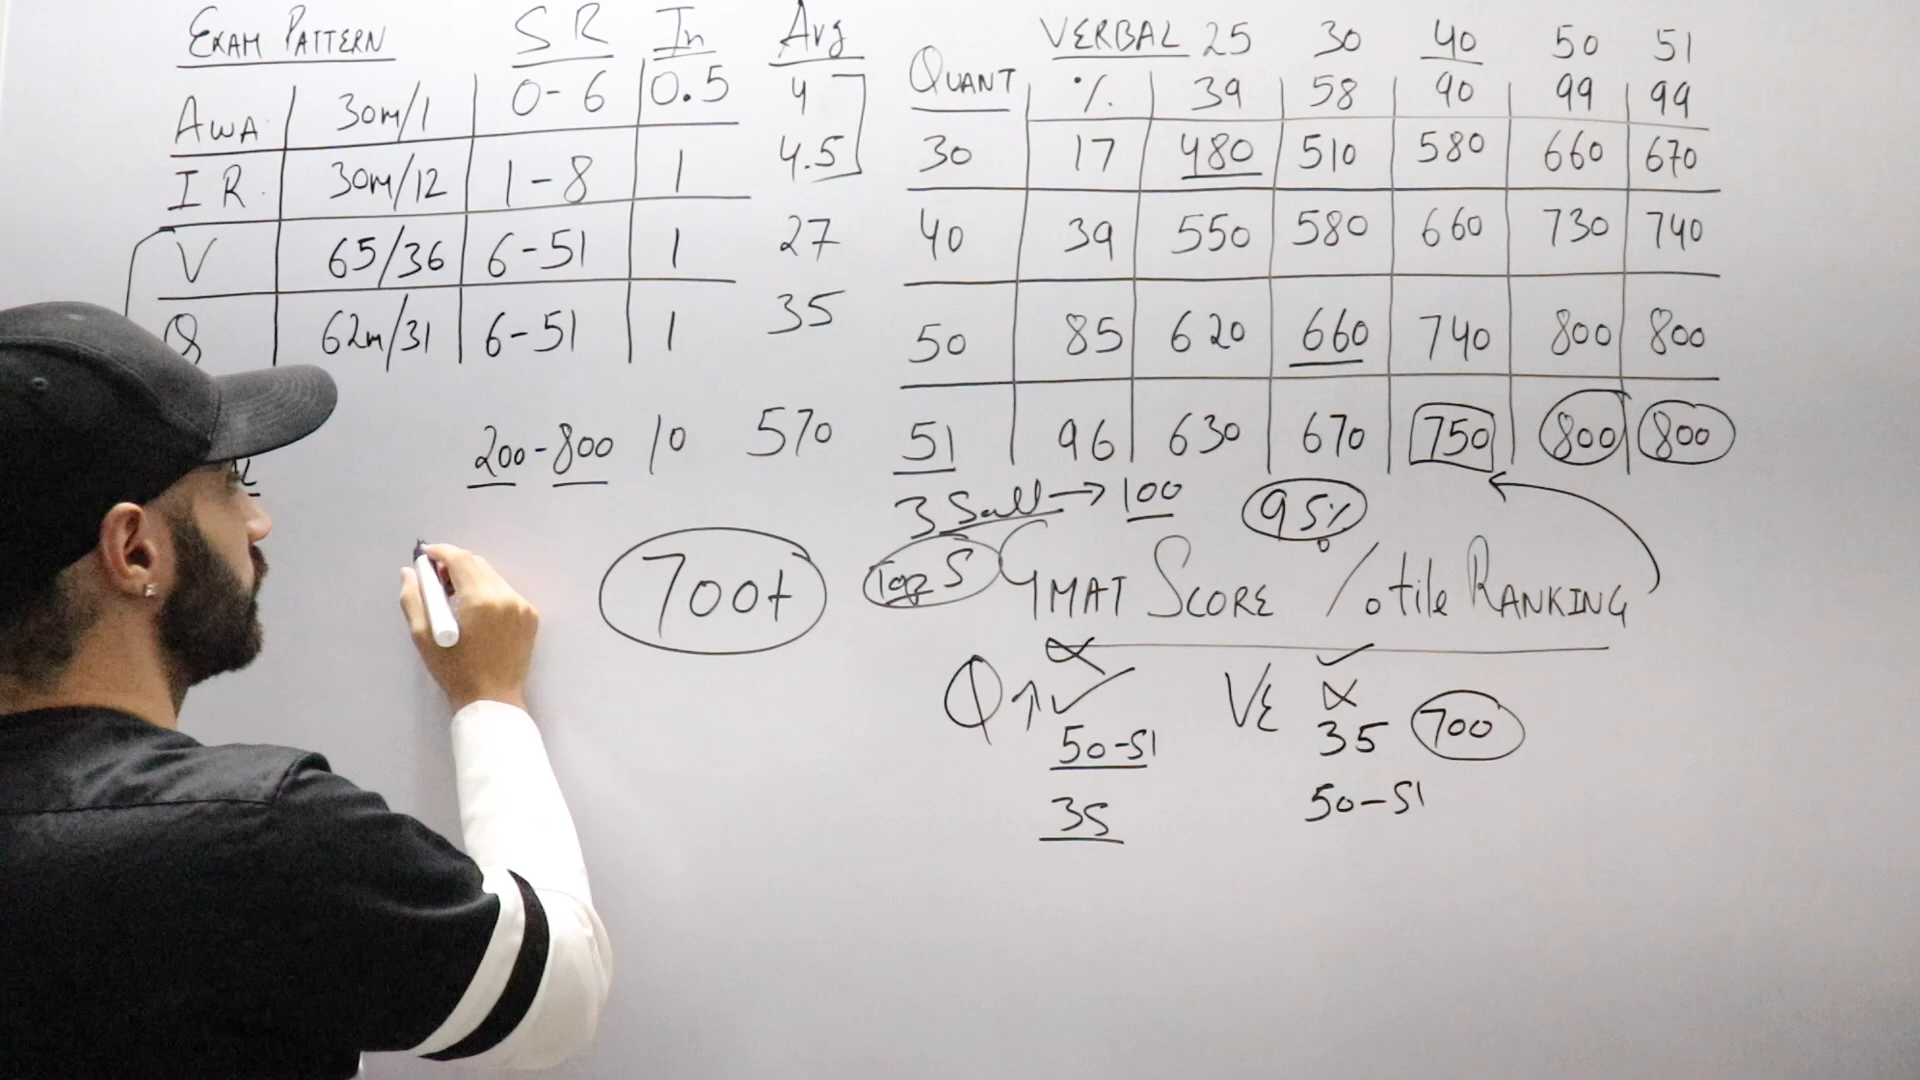 EXAM PATTERN SR In Avg
AWA 30m/1 0-6 0.5 4
IR. 30m/12 1-8 1 4.5
V 65/36 6-51 1 27
Q 62m/31 6-51 1 35
200-800 10 570
700+
VERBAL 25 30 40 50 51
QUANT % 39 58 90 99 99
30 17 480 510 580 660 670
40 39 550 580 660 730 740
50 85 620 660 740 800 800
51 96 630 670 750 800 800
→ 100 95%
Top 5 GMAT SCORE %tile RANKING
Q↑ ✓ VE
50-51 35 700
35 50-51